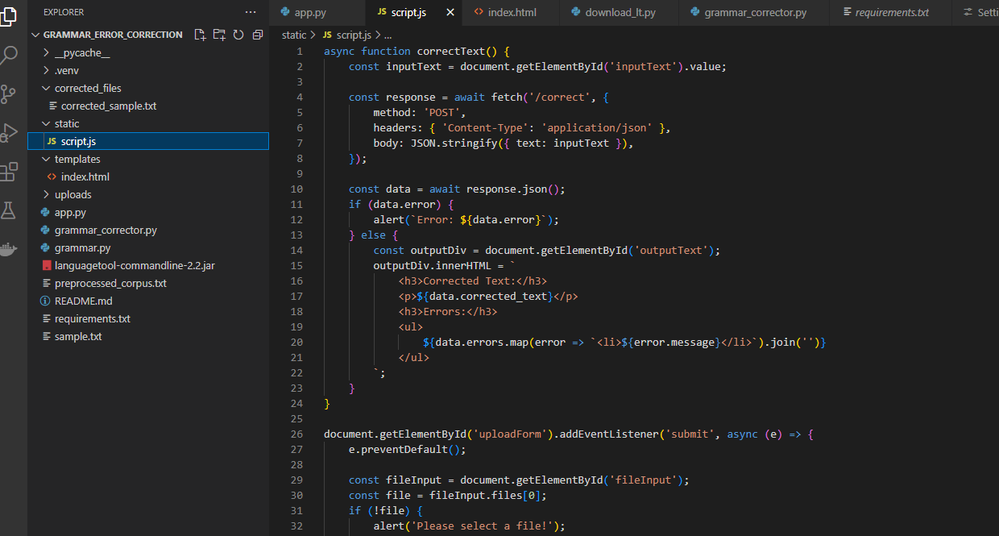 EXPLORER
GRAMMAR_ERROR_CORRECTION
__pycache__
.venv
corrected_files
corrected_sample.txt
static
JS script.js
templates
<> index.html
uploads
app.py
grammar_corrector.py
grammar.py
languagetool-commandline-2.2.jar
preprocessed_corpus.txt
README.md
requirements.txt
sample.txt
app.py JS script.js <> index.html download_lt.py grammar_corrector.py requirements.txt Setti
static > JS script.js > ...
1 async function correctText() {
2     const inputText = document.getElementById('inputText').value;
3
4     const response = await fetch('/correct', {
5         method: 'POST',
6         headers: { 'Content-Type': 'application/json' },
7         body: JSON.stringify({ text: inputText }),
8     });
9
10     const data = await response.json();
11     if (data.error) {
12         alert(`Error: ${data.error}`);
13     } else {
14         const outputDiv = document.getElementById('outputText');
15         outputDiv.innerHTML = `
16             <h3>Corrected Text:</h3>
17             <p>${data.corrected_text}</p>
18             <h3>Errors:</h3>
19             <ul>
20                 ${data.errors.map(error => `<li>${error.message}</li>`).join('')}
21             </ul>
22         `;
23     }
24 }
25
26 document.getElementById('uploadForm').addEventListener('submit', async (e) => {
27     e.preventDefault();
28
29     const fileInput = document.getElementById('fileInput');
30     const file = fileInput.files[0];
31     if (!file) {
32         alert('Please select a file!');